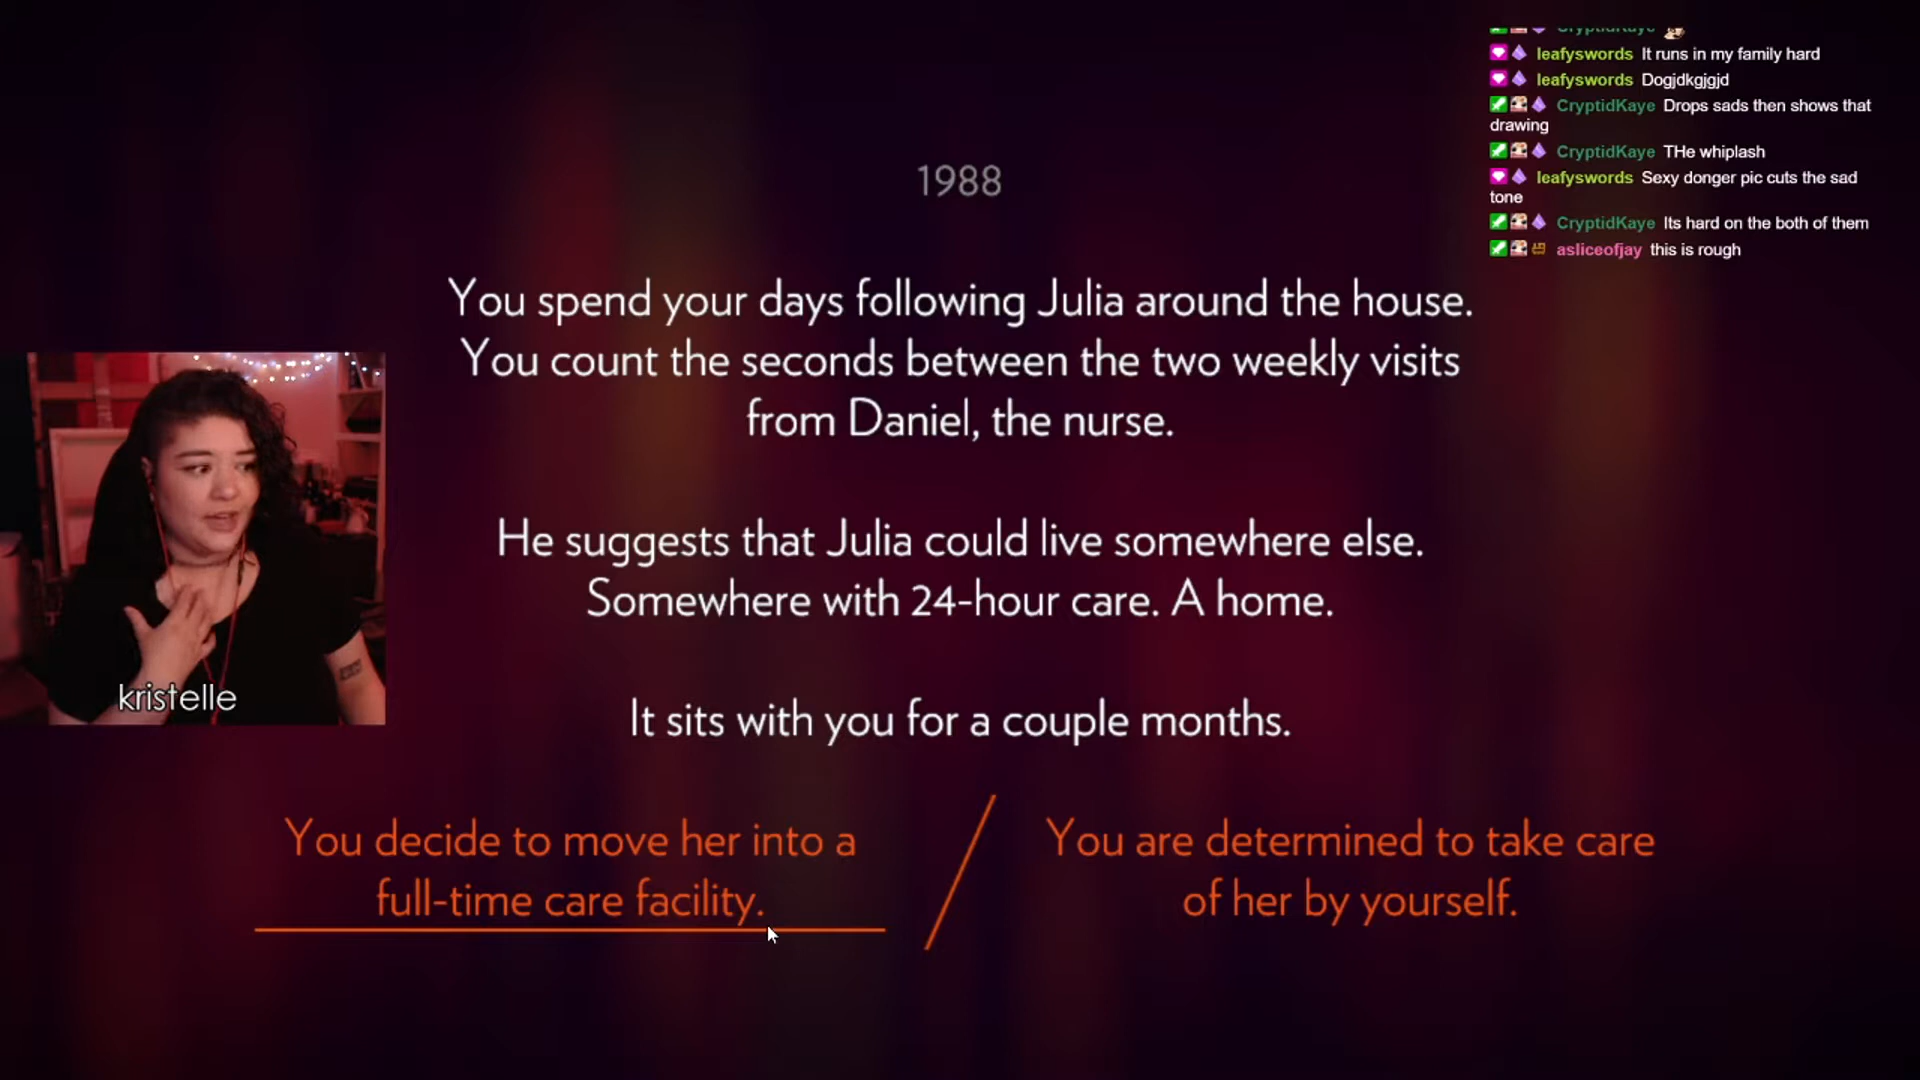 CryptidKaye
leafyswords It runs in my family hard
leafyswords Dogjdkgjgjd
CryptidKaye Drops sads then shows that
drawing
CryptidKaye THe whiplash
leafyswords Sexy donger pic cuts the sad
tone
CryptidKaye Its hard on the both of them
asliceofjay this is rough
1988
You spend your days following Julia around the house.
You count the seconds between the two weekly visits
from Daniel, the nurse.
He suggests that Julia could live somewhere else.
Somewhere with 24-hour care. A home.
It sits with you for a couple months.
kristelle
You decide to move her into a
full-time care facility.
/
You are determined to take care
of her by yourself.